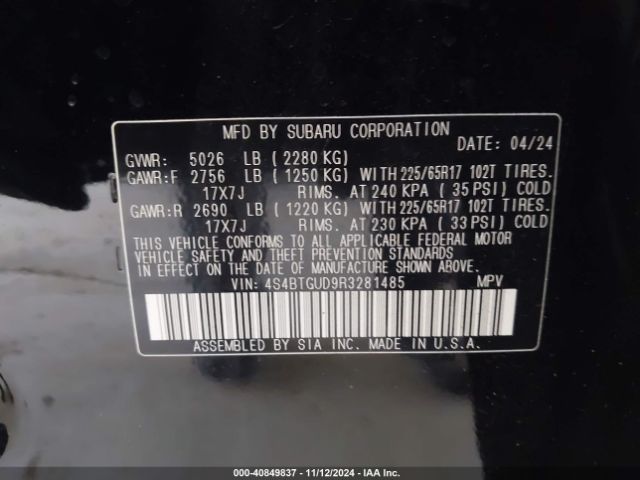 MFD BY SUBARU CORPORATION
DATE: 04/24
GVWR: 5026 LB ( 2280 KG)
GAWR:F 2756 LB ( 1250 KG) WITH 225/65R17 102T TIRES.
17X7J RIMS. AT 240 KPA ( 35 PSI) COLD
GAWR:R 2690 LB ( 1220 KG) WITH 225/65R17 102T TIRES.
17X7J RIMS. AT 230 KPA ( 33 PSI) COLD
THIS VEHICLE CONFORMS TO ALL APPLICABLE FEDERAL MOTOR
VEHICLE SAFETY AND THEFT PREVENTION STANDARDS
IN EFFECT ON THE DATE OF MANUFACTURE SHOWN ABOVE.
VIN: 4S4BTGUD9R3281485 MPV
ASSEMBLED BY SIA INC. MADE IN U.S.A.
000-40849837 - 11/12/2024 - IAA Inc.